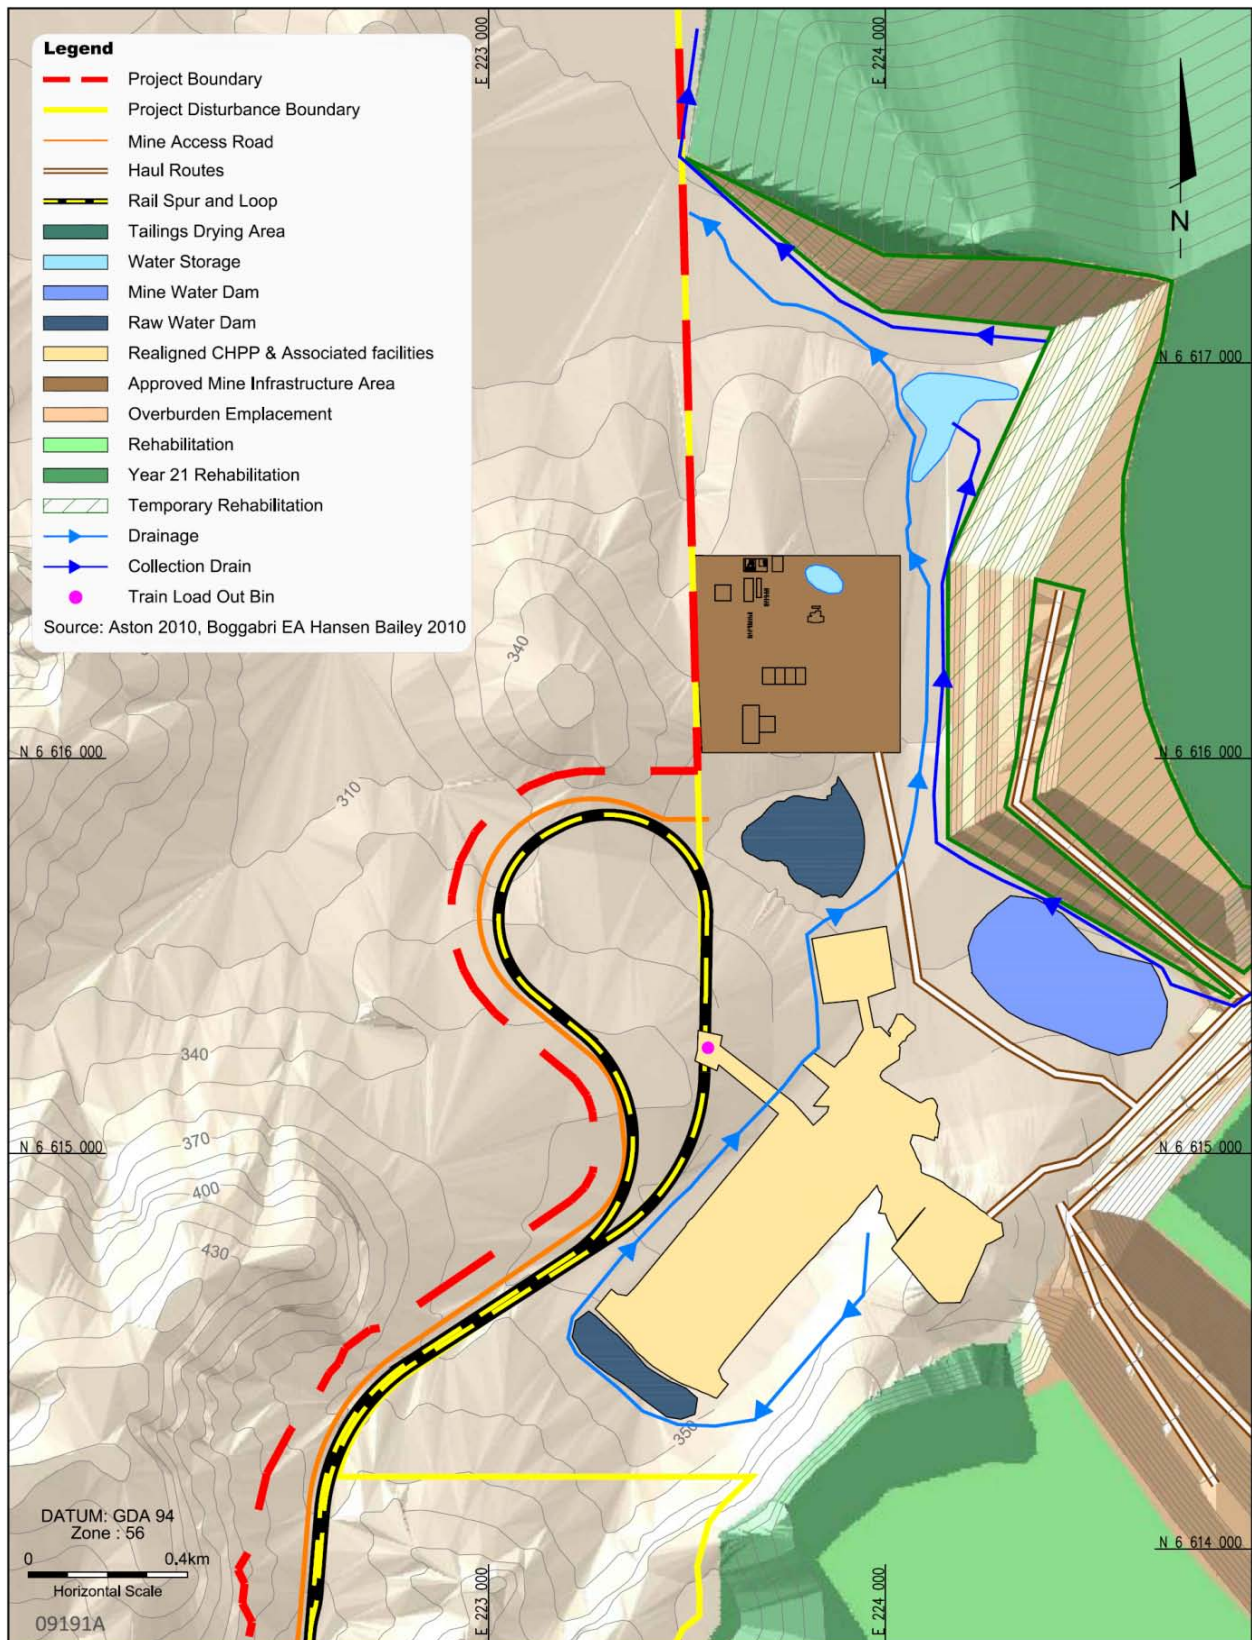 E 223 000
E 224 000
Legend
Project Boundary
Project Disturbance Boundary
Mine Access Road
Haul Routes
Rail Spur and Loop
Tailings Drying Area
Water Storage
Mine Water Dam
Raw Water Dam
Realigned CHPP & Associated facilities
Approved Mine Infrastructure Area
Overburden Emplacement
Rehabilitation
Year 21 Rehabilitation
Temporary Rehabilitation
Drainage
Collection Drain
Train Load Out Bin
Source: Aston 2010, Boggabri EA Hansen Bailey 2010
N
N 6 617 000
340
N 6 616 000
N 6 616 000
310
340
370
N 6 615 000
N 6 615 000
400
430
350
DATUM: GDA 94
Zone : 56
N 6 614 000
0 0.4km
Horizontal Scale
E 223 000
E 224 000
09191A